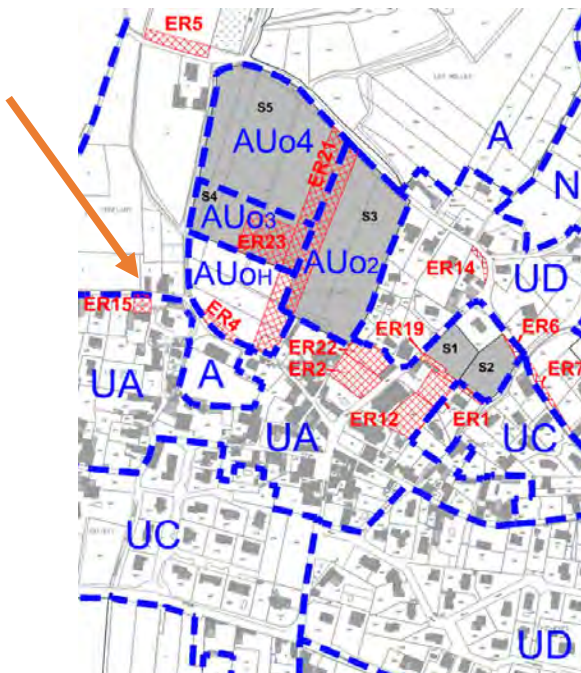 ER5
S5
AUo4
A
ER21
N
S4
S3
AUo3
ER23
UD
AUoH
AUo2
ER14
ER15
ER4
ER19
ER6
S1
ER22
S2
ER7
UA
A
ER2
ER12
ER1
UA
UC
UC
UD